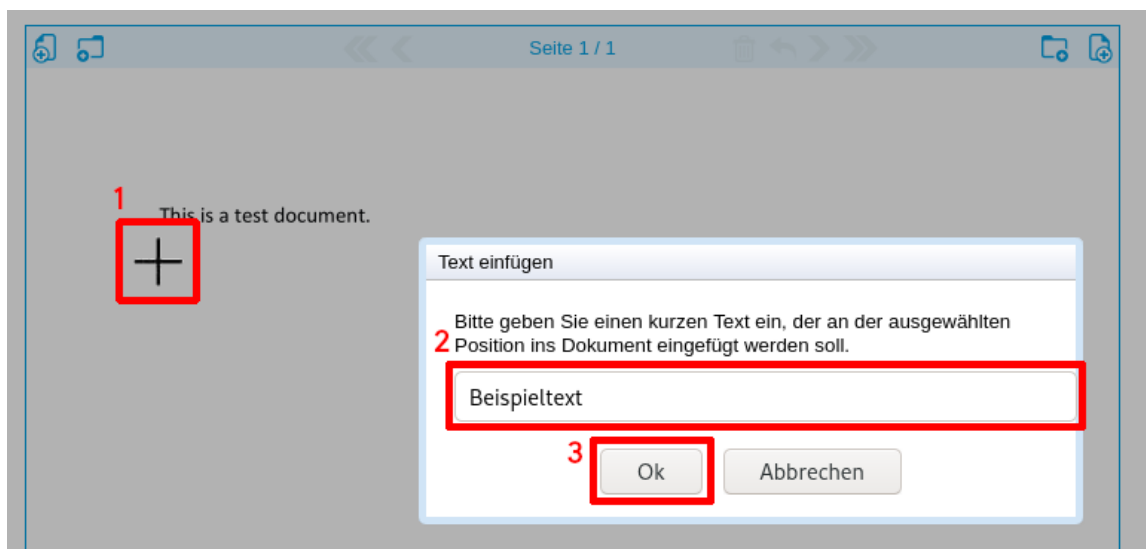 Seite 1 / 1
1
This is a test document.
Text einfügen
Bitte geben Sie einen kurzen Text ein, der an der ausgewählten
2 Position ins Dokument eingefügt werden soll.
Beispieltext
3
Ok Abbrechen